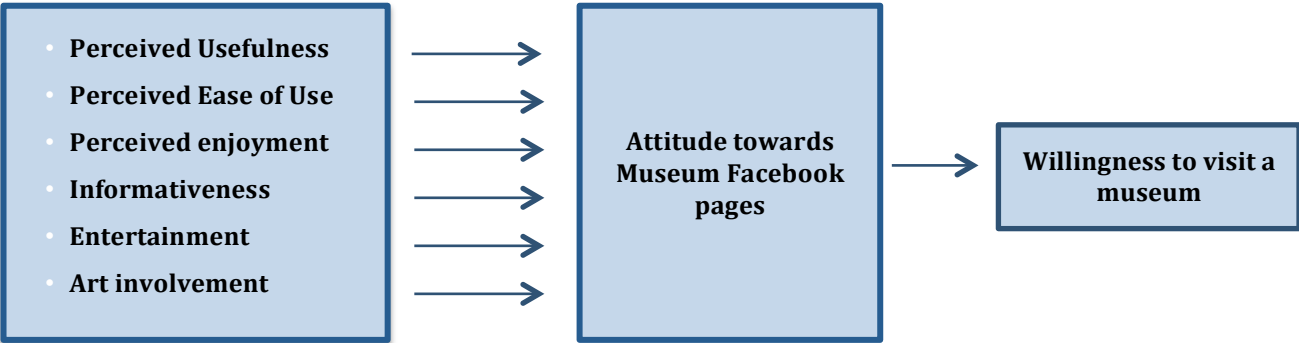 Perceived Usefulness
Perceived Ease of Use
Perceived enjoyment
Informativeness
Entertainment
Art involvement
Attitude towards
Museum Facebook
pages
Willingness to visit a
museum